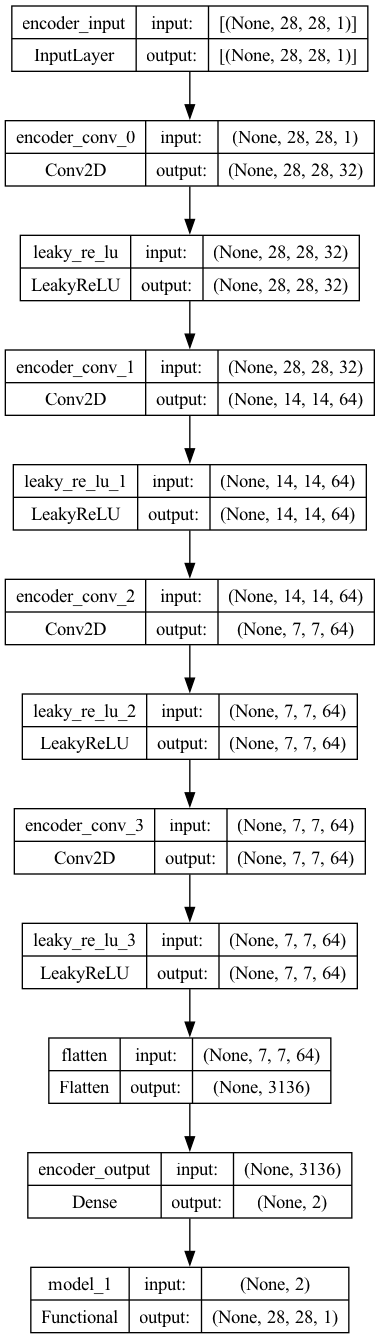 encoder_input input: [(None, 28, 28, 1)]
InputLayer output: [(None, 28, 28, 1)]
encoder_conv_0 input: (None, 28, 28, 1)
Conv2D output: (None, 28, 28, 32)
leaky_re_lu input: (None, 28, 28, 32)
LeakyReLU output: (None, 28, 28, 32)
encoder_conv_1 input: (None, 28, 28, 32)
Conv2D output: (None, 14, 14, 64)
leaky_re_lu_1 input: (None, 14, 14, 64)
LeakyReLU output: (None, 14, 14, 64)
encoder_conv_2 input: (None, 14, 14, 64)
Conv2D output: (None, 7, 7, 64)
leaky_re_lu_2 input: (None, 7, 7, 64)
LeakyReLU output: (None, 7, 7, 64)
encoder_conv_3 input: (None, 7, 7, 64)
Conv2D output: (None, 7, 7, 64)
leaky_re_lu_3 input: (None, 7, 7, 64)
LeakyReLU output: (None, 7, 7, 64)
flatten input: (None, 7, 7, 64)
Flatten output: (None, 3136)
encoder_output input: (None, 3136)
Dense output: (None, 2)
model_1 input: (None, 2)
Functional output: (None, 28, 28, 1)